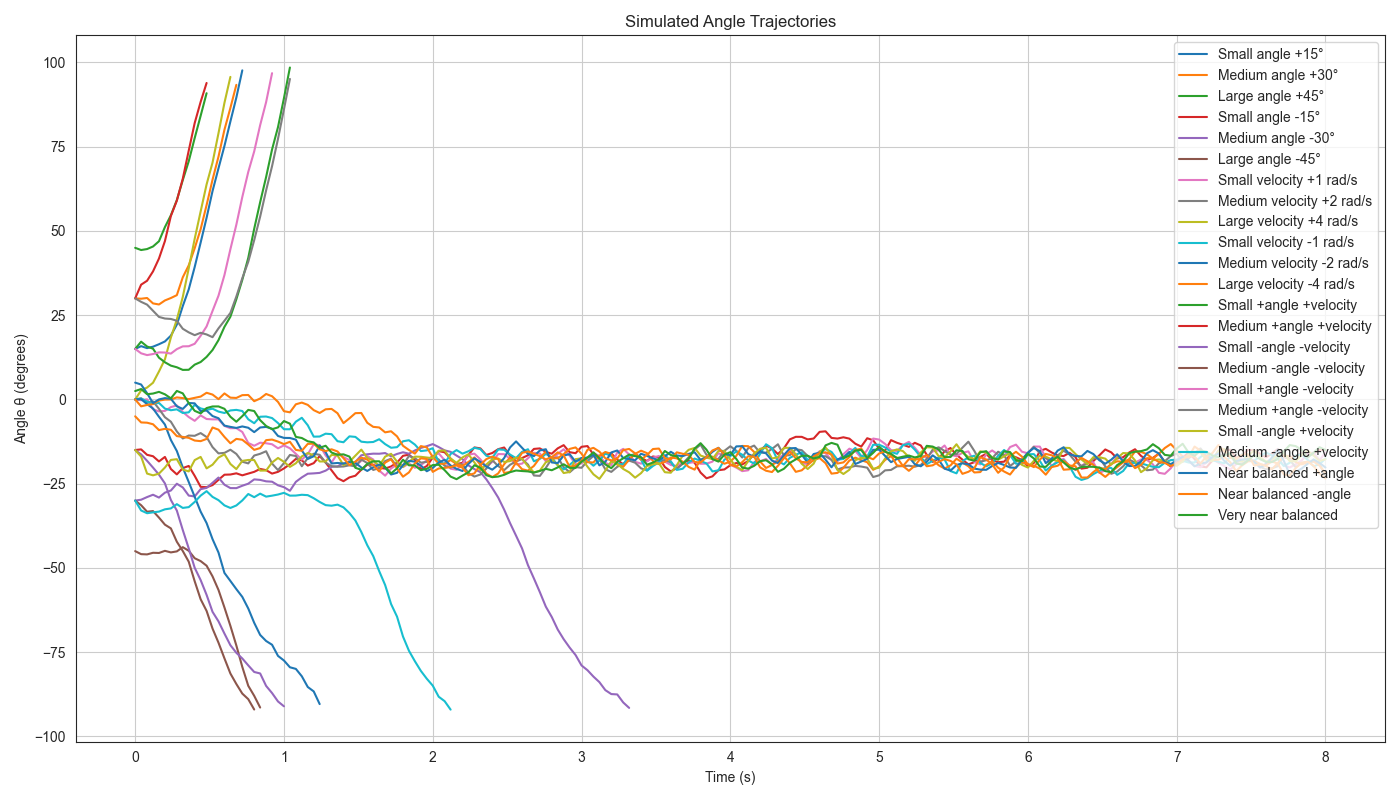 Simulated Angle Trajectories
100
75
50
25
0
−25
−50
−75
−100
Angle θ (degrees)
0
1
2
3
4
5
6
7
8
Time (s)
Small angle +15°
Medium angle +30°
Large angle +45°
Small angle -15°
Medium angle -30°
Large angle -45°
Small velocity +1 rad/s
Medium velocity +2 rad/s
Large velocity +4 rad/s
Small velocity -1 rad/s
Medium velocity -2 rad/s
Large velocity -4 rad/s
Small +angle +velocity
Medium +angle +velocity
Small -angle -velocity
Medium -angle -velocity
Small +angle -velocity
Medium +angle -velocity
Small -angle +velocity
Medium -angle +velocity
Near balanced +angle
Near balanced -angle
Very near balanced